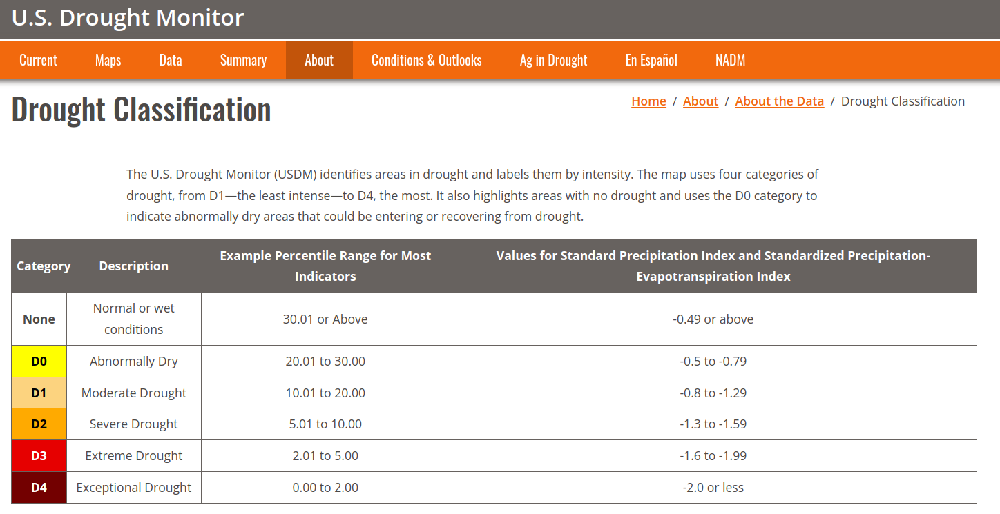 U.S. Drought Monitor
Current Maps Data Summary About Conditions & Outlooks Ag in Drought En Español NADM
Drought Classification
Home / About / About the Data / Drought Classification
The U.S. Drought Monitor (USDM) identifies areas in drought and labels them by intensity. The map uses four categories of
drought, from D1—the least intense—to D4, the most. It also highlights areas with no drought and uses the D0 category to
indicate abnormally dry areas that could be entering or recovering from drought.
Category Description Example Percentile Range for Most Indicators Values for Standard Precipitation Index and Standardized Precipitation-Evapotranspiration Index
None Normal or wet conditions 30.01 or Above -0.49 or above
D0 Abnormally Dry 20.01 to 30.00 -0.5 to -0.79
D1 Moderate Drought 10.01 to 20.00 -0.8 to -1.29
D2 Severe Drought 5.01 to 10.00 -1.3 to -1.59
D3 Extreme Drought 2.01 to 5.00 -1.6 to -1.99
D4 Exceptional Drought 0.00 to 2.00 -2.0 or less